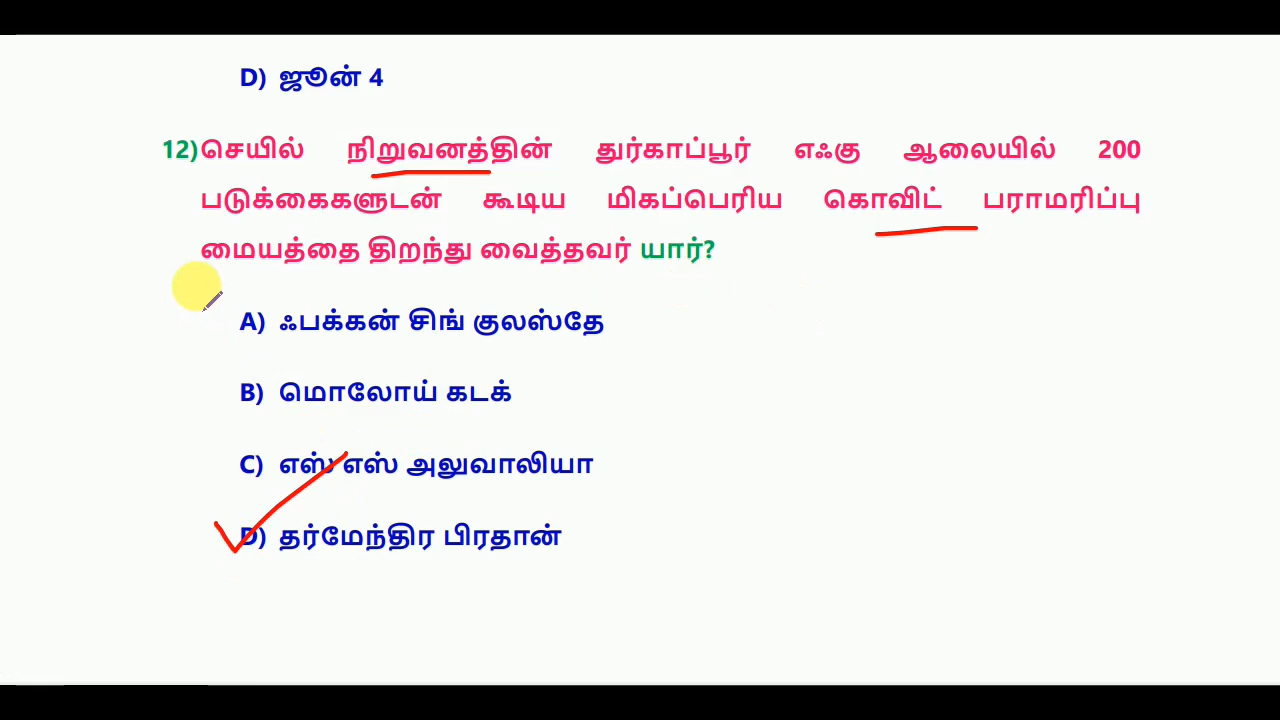 D) ஜூன் 4
12)செயில் நிறுவனத்தின் துர்காப்பூர் எஃகு ஆலையில் 200
படுக்கைகளுடன் கூடிய மிகப்பெரிய கொவிட் பராமரிப்பு
மையத்தை திறந்து வைத்தவர் யார்?
A) ஃபக்கன் சிங் குலஸ்தே
B) மொலோய் கடக்
C) எஸ் எஸ் அலுவாலியா
D) தர்மேந்திர பிரதான்